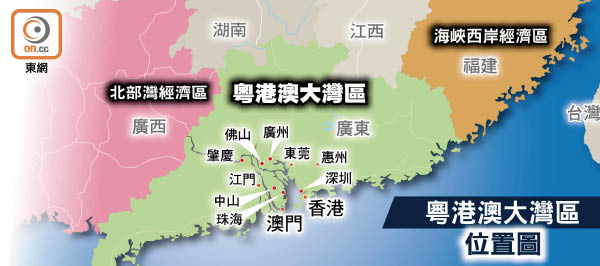 on.cc
東網
湖南
江西
海峽西岸經濟區
福建
台灣
北部灣經濟區
粵港澳大灣區
廣西
廣東
佛山
廣州
肇慶
東莞
惠州
江門
深圳
中山
香港
珠海
澳門
粵港澳大灣區
位置圖